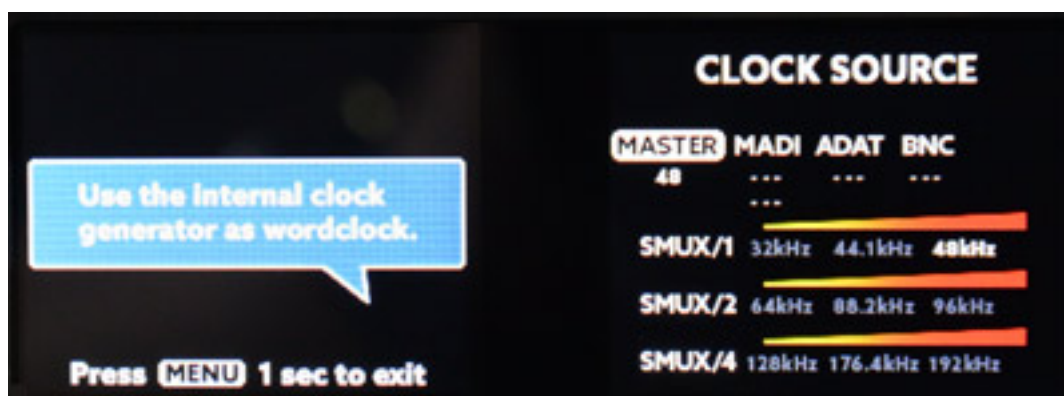 Use the internal clock
generator as wordclock.
Press MENU 1 sec to exit
CLOCK SOURCE
MASTER MADI ADAT BNC
48 --- --- ---
---
SMUX/1 32kHz 44.1kHz 48kHz
SMUX/2 64kHz 88.2kHz 96kHz
SMUX/4 128kHz 176.4kHz 192kHz